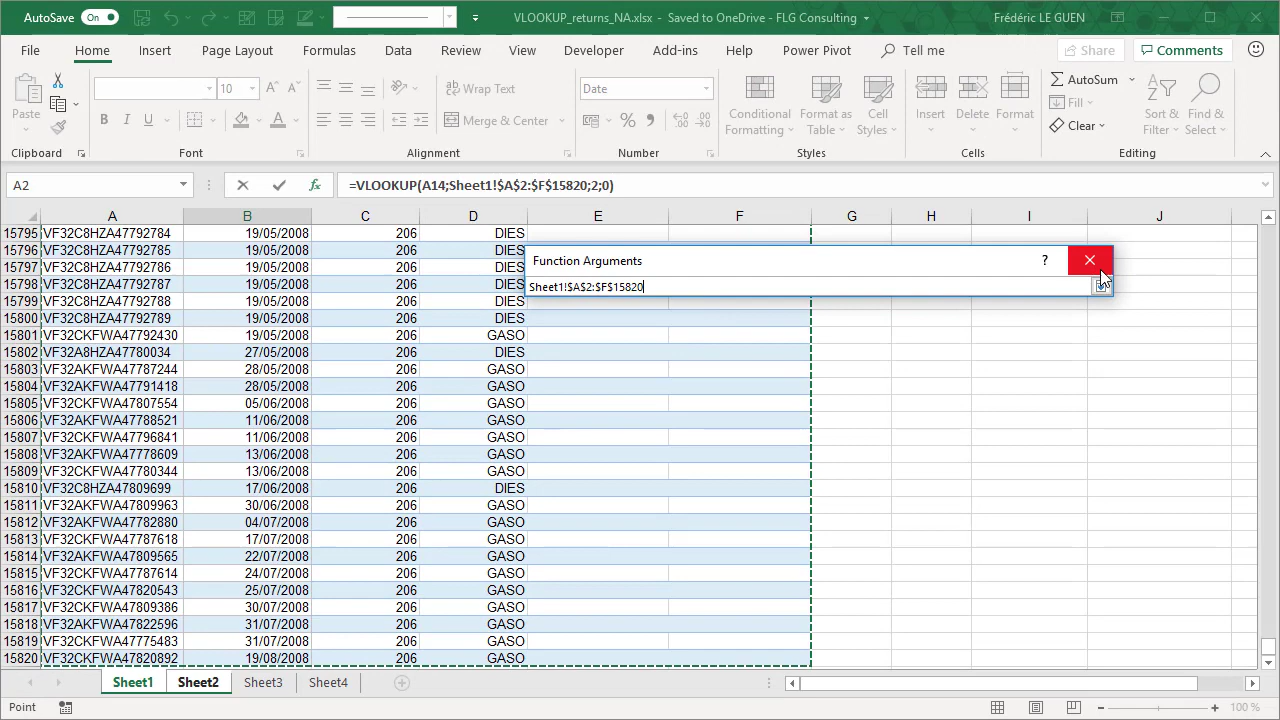 AutoSave On VLOOKUP_returns_NA.xlsx - Saved to OneDrive - FLG Consulting Frédéric LE GUEN
File Home Insert Page Layout Formulas Data Review View Developer Add-ins Help Power Pivot Tell me Share Comments
Paste
10
B I U A
Wrap Text
Merge & Center
Date
%
Conditional Formatting
Format as Table
Cell Styles
Insert Delete Format
AutoSum
Fill
Clear
Sort & Filter
Find & Select
Clipboard Font Alignment Number Styles Cells Editing
A2 fx =VLOOKUP(A14;Sheet1!$A$2:$F$15820;2;0)
A B C D E F G H I J
Function Arguments ?
Sheet1!$A$2:$F$15820
15795 VF32C8HZA47792784 19/05/2008 206 DIES
15796 VF32C8HZA47792785 19/05/2008 206 DIES
15797 VF32C8HZA47792786 19/05/2008 206 DIES
15798 VF32C8HZA47792787 19/05/2008 206 DIES
15799 VF32C8HZA47792788 19/05/2008 206 DIES
15800 VF32C8HZA47792789 19/05/2008 206 DIES
15801 VF32CKFWA47792430 19/05/2008 206 GASO
15802 VF32A8HZA47780034 27/05/2008 206 DIES
15803 VF32AKFWA47787244 28/05/2008 206 GASO
15804 VF32AKFWA47791418 28/05/2008 206 GASO
15805 VF32CKFWA47807554 05/06/2008 206 GASO
15806 VF32AKFWA47788521 11/06/2008 206 GASO
15807 VF32CKFWA47796841 11/06/2008 206 GASO
15808 VF32AKFWA47778609 13/06/2008 206 GASO
15809 VF32CKFWA47780344 13/06/2008 206 GASO
15810 VF32C8HZA47809699 17/06/2008 206 DIES
15811 VF32AKFWA47809963 30/06/2008 206 GASO
15812 VF32AKFWA47782880 04/07/2008 206 GASO
15813 VF32CKFWA47787618 17/07/2008 206 GASO
15814 VF32AKFWA47809565 22/07/2008 206 GASO
15815 VF32CKFWA47787614 24/07/2008 206 GASO
15816 VF32CKFWA47820543 25/07/2008 206 GASO
15817 VF32CKFWA47809386 30/07/2008 206 GASO
15818 VF32AKFWA47822596 31/07/2008 206 GASO
15819 VF32CKFWA47775483 31/07/2008 206 GASO
15820 VF32CKFWA47820892 19/08/2008 206 GASO
Sheet1 Sheet2 Sheet3 Sheet4
Point 100 %